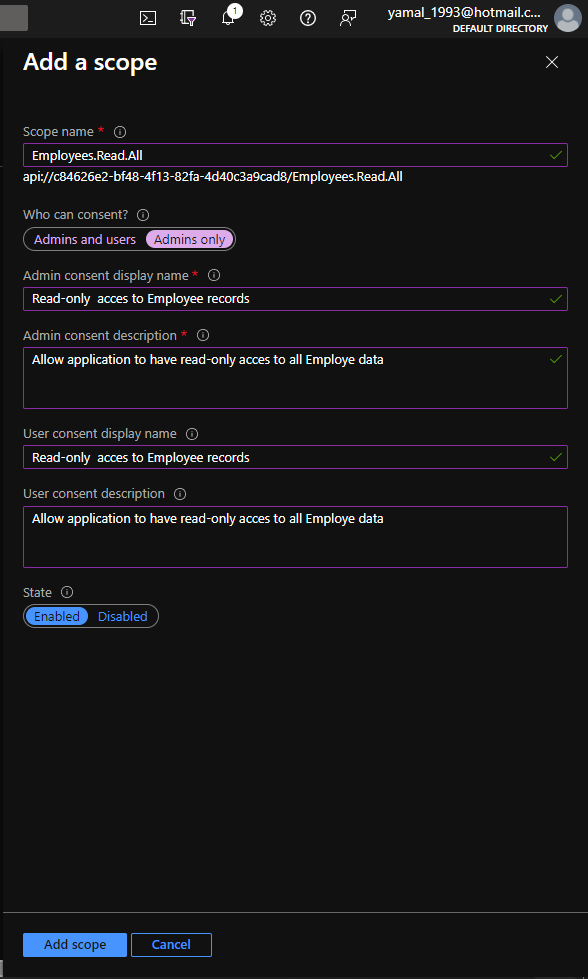 1
yamal_1993@hotmail.c...
DEFAULT DIRECTORY
Add a scope
Scope name *
Employees.Read.All
api://c84626e2-bf48-4f13-82fa-4d40c3a9cad8/Employees.Read.All
Who can consent?
Admins and users Admins only
Admin consent display name *
Read-only  acces to Employee records
Admin consent description *
Allow application to have read-only acces to all Employe data
User consent display name
Read-only  acces to Employee records
User consent description
Allow application to have read-only acces to all Employe data
State
Enabled Disabled
Add scope Cancel